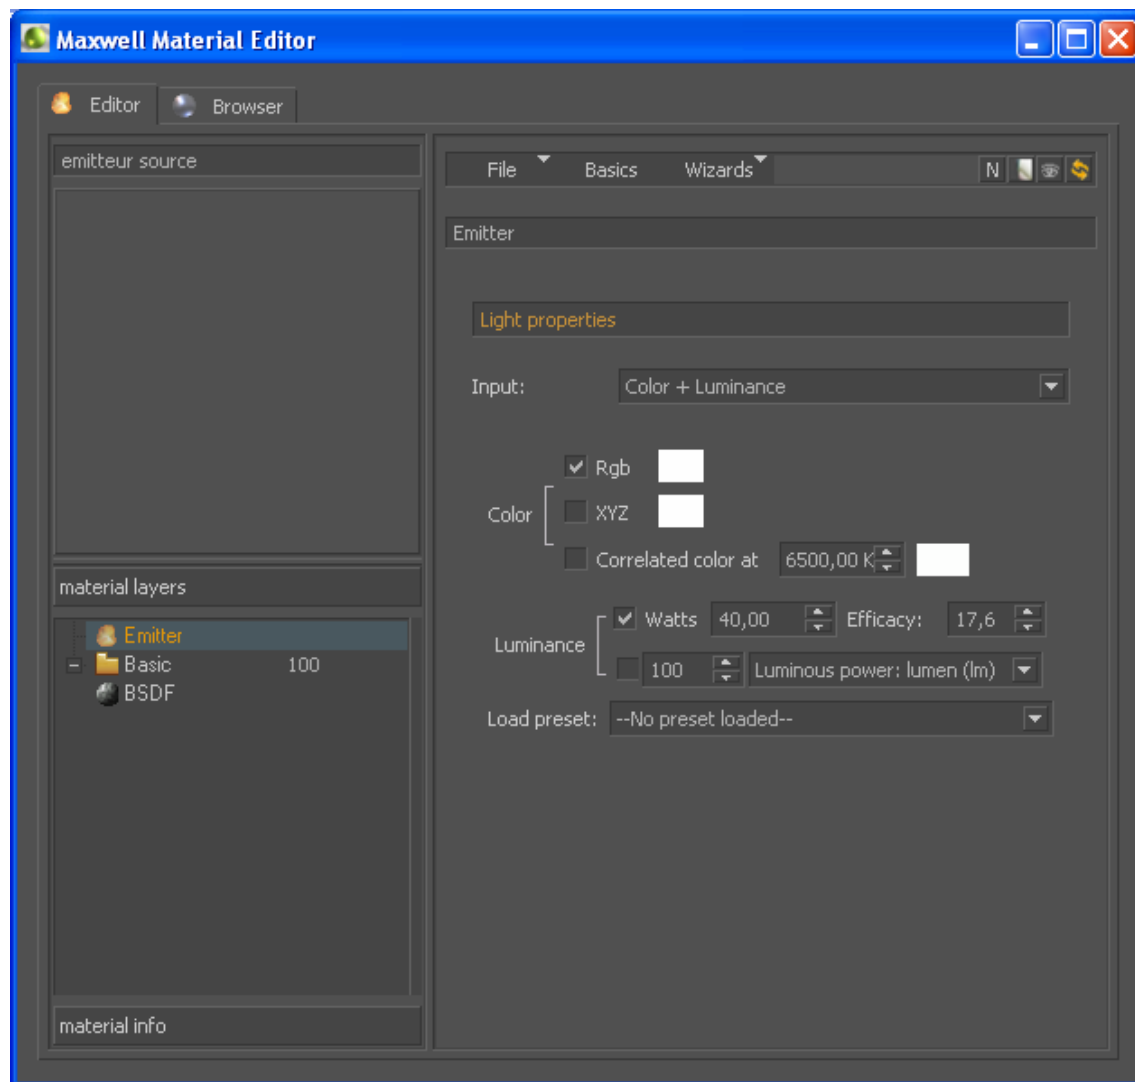 Maxwell Material Editor
Editor Browser
emitteur source
File Basics Wizards N
Emitter
Light properties
Input: Color + Luminance
Rgb
Color XYZ
Correlated color at 6500,00 K
material layers
Emitter
Basic 100
BSDF
Watts 40,00 Efficacy: 17,6
Luminance
100 Luminous power: lumen (lm)
Load preset: --No preset loaded--
material info